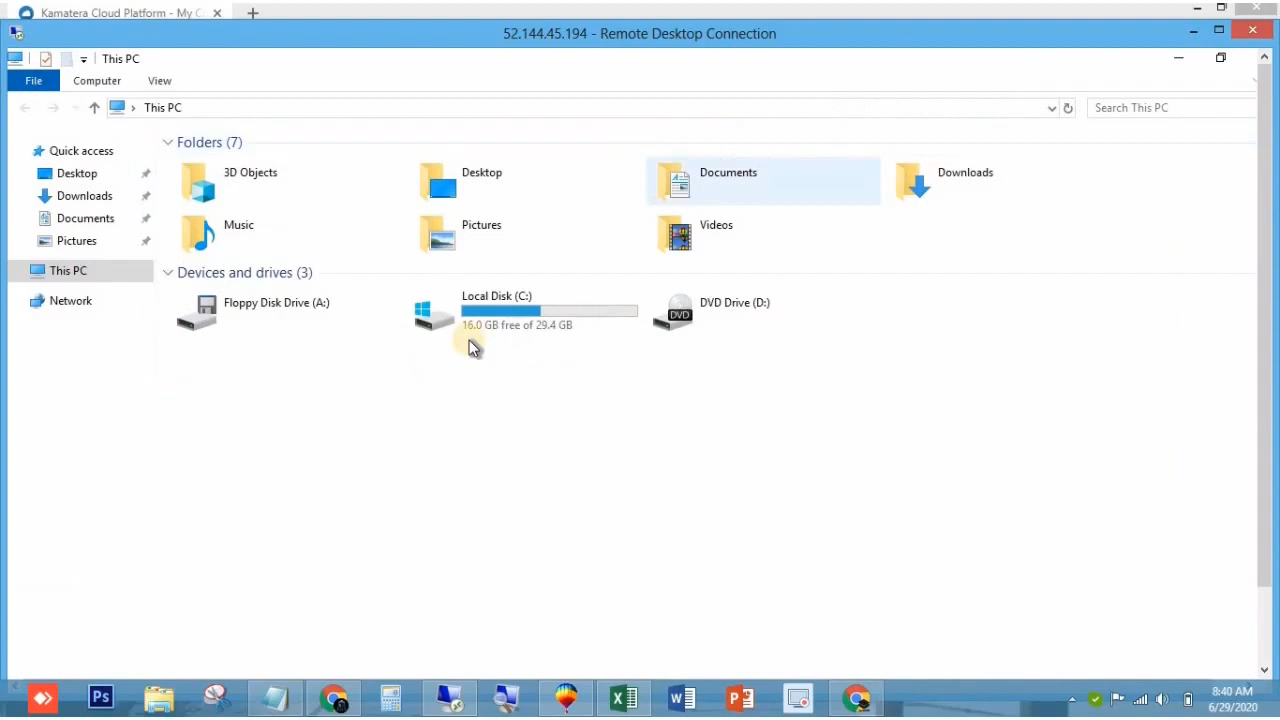 Kamatera Cloud Platform - My C
52.144.45.194 - Remote Desktop Connection
This PC
File Computer View
This PC
Search This PC
Quick access
Desktop
Downloads
Documents
Pictures
This PC
Network
Folders (7)
3D Objects
Desktop
Documents
Downloads
Music
Pictures
Videos
Devices and drives (3)
Floppy Disk Drive (A:)
Local Disk (C:)
16.0 GB free of 29.4 GB
DVD
DVD Drive (D:)
Ps
8:40 AM
6/29/2020